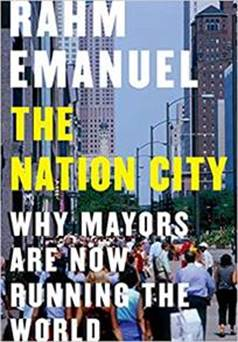 RAHM
EMANUEL
THE
NATION CITY
WHY MAYORS
ARE NOW
RUNNING THE
WORLD